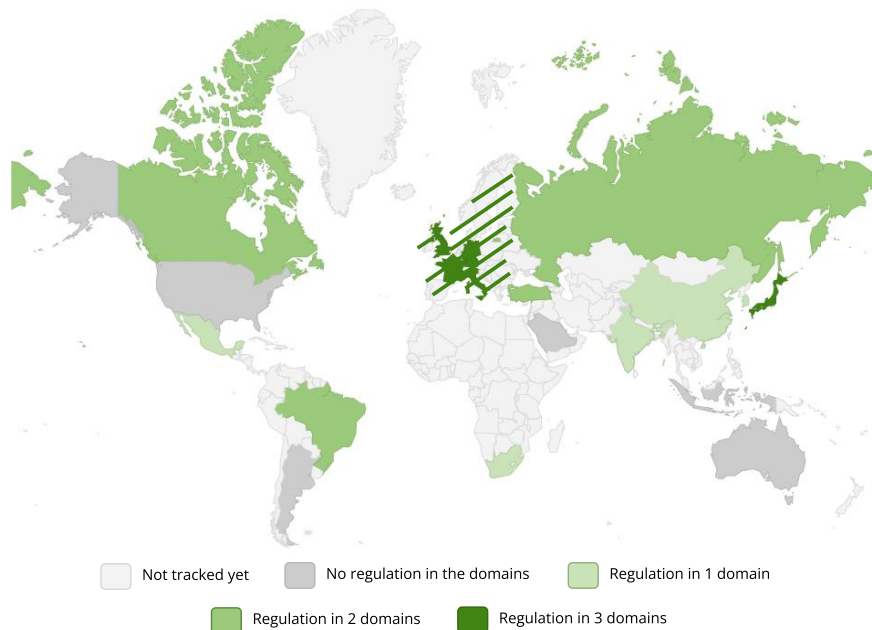 Not tracked yet
No regulation in the domains
Regulation in 1 domain
Regulation in 2 domains
Regulation in 3 domains